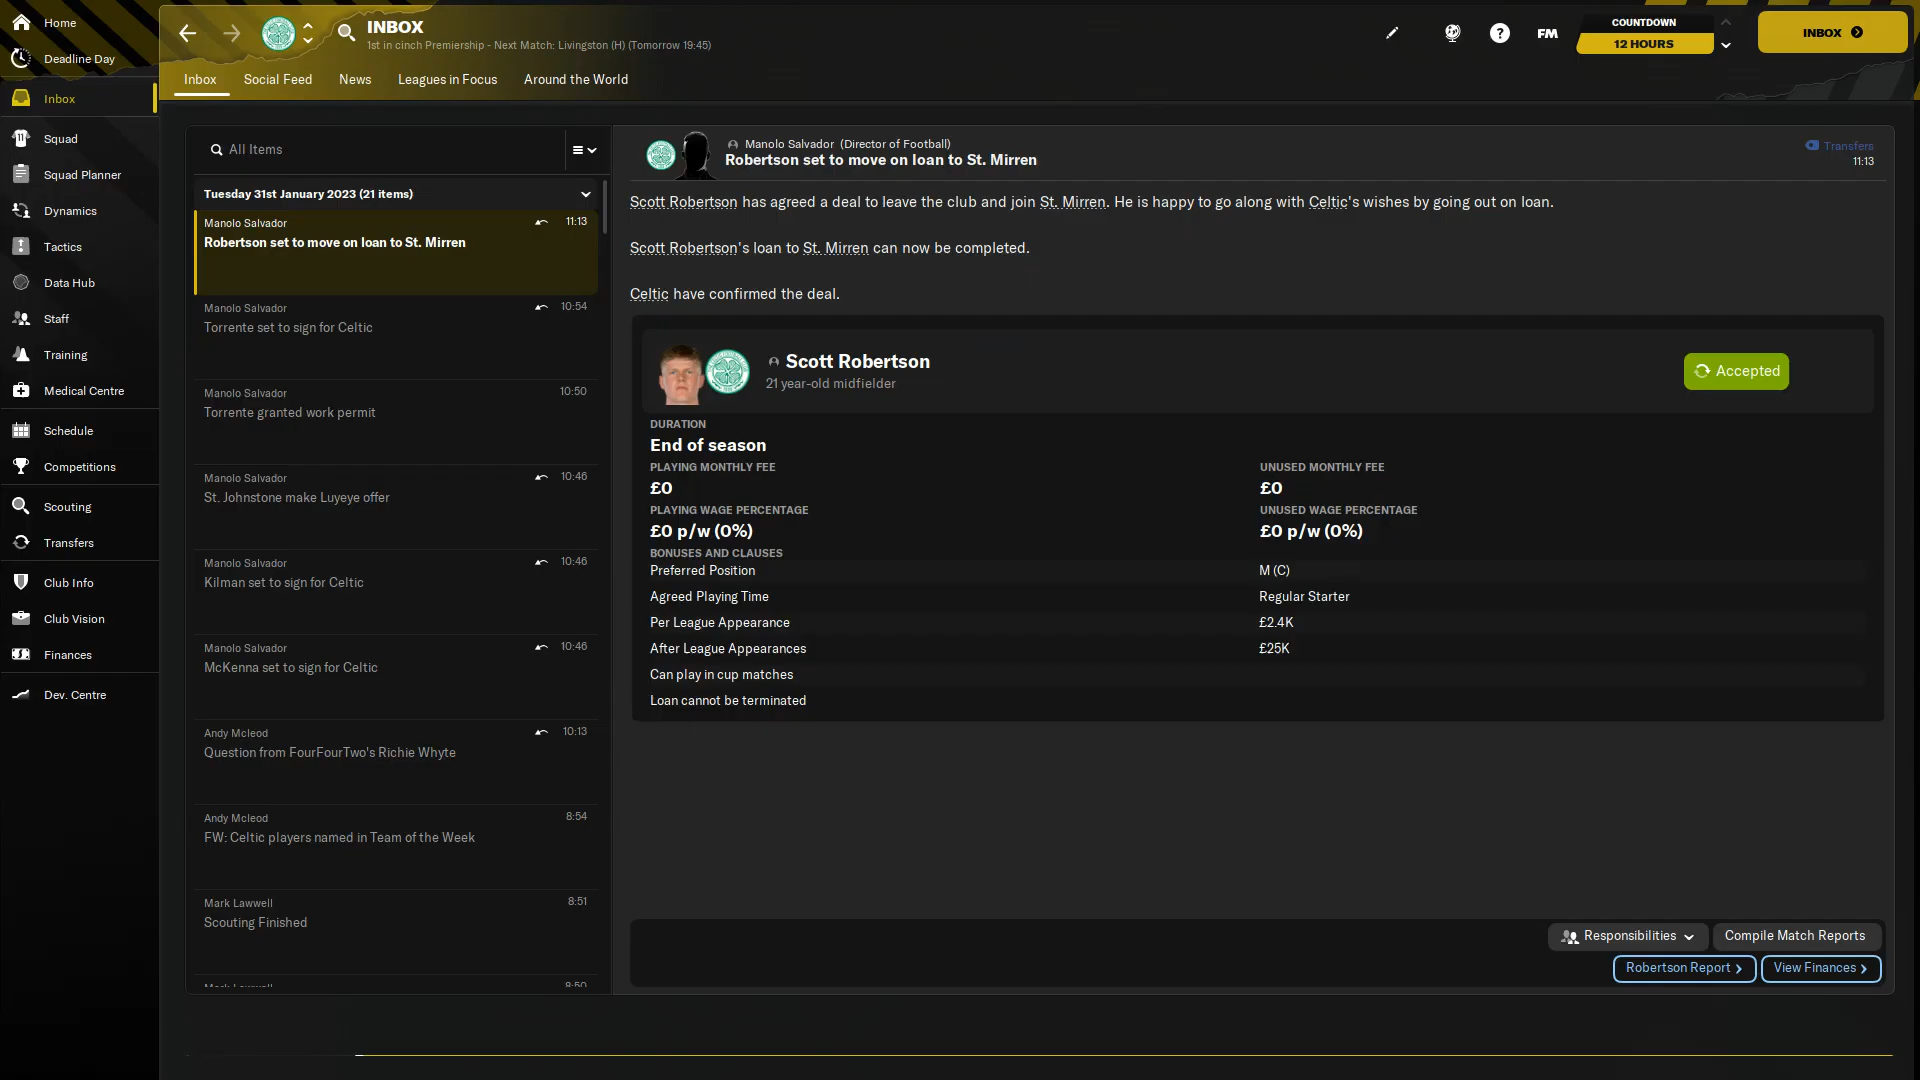 Home
Deadline Day
Inbox
Squad
Squad Planner
Dynamics
Tactics
Data Hub
Staff
Training
Medical Centre
Schedule
Competitions
Scouting
Transfers
Club Info
Club Vision
Finances
Dev. Centre
INBOX
1st in cinch Premiership - Next Match: Livingston (H) (Tomorrow 19:45)
FM
COUNTDOWN
12 HOURS
INBOX
Inbox Social Feed News Leagues in Focus Around the World
All Items
Tuesday 31st January 2023 (21 items)
Manolo Salvador 11:13
Robertson set to move on loan to St. Mirren
Manolo Salvador 10:54
Torrente set to sign for Celtic
Manolo Salvador 10:50
Torrente granted work permit
Manolo Salvador 10:46
St. Johnstone make Luyeye offer
Manolo Salvador 10:46
Kilman set to sign for Celtic
Manolo Salvador 10:46
McKenna set to sign for Celtic
Andy Mcleod 10:13
Question from FourFourTwo's Richie Whyte
Andy Mcleod 8:54
FW: Celtic players named in Team of the Week
Mark Lawwell 8:51
Scouting Finished
Mark Lawwell 8:50
Manolo Salvador (Director of Football)
Robertson set to move on loan to St. Mirren
Transfers
11:13
Scott Robertson has agreed a deal to leave the club and join St. Mirren. He is happy to go along with Celtic's wishes by going out on loan.
Scott Robertson's loan to St. Mirren can now be completed.
Celtic have confirmed the deal.
Scott Robertson
21 year-old midfielder
Accepted
DURATION
End of season
PLAYING MONTHLY FEE UNUSED MONTHLY FEE
£0 £0
PLAYING WAGE PERCENTAGE UNUSED WAGE PERCENTAGE
£0 p/w (0%) £0 p/w (0%)
BONUSES AND CLAUSES
Preferred Position M (C)
Agreed Playing Time Regular Starter
Per League Appearance £2.4K
After League Appearances £25K
Can play in cup matches
Loan cannot be terminated
Responsibilities Compile Match Reports
Robertson Report View Finances